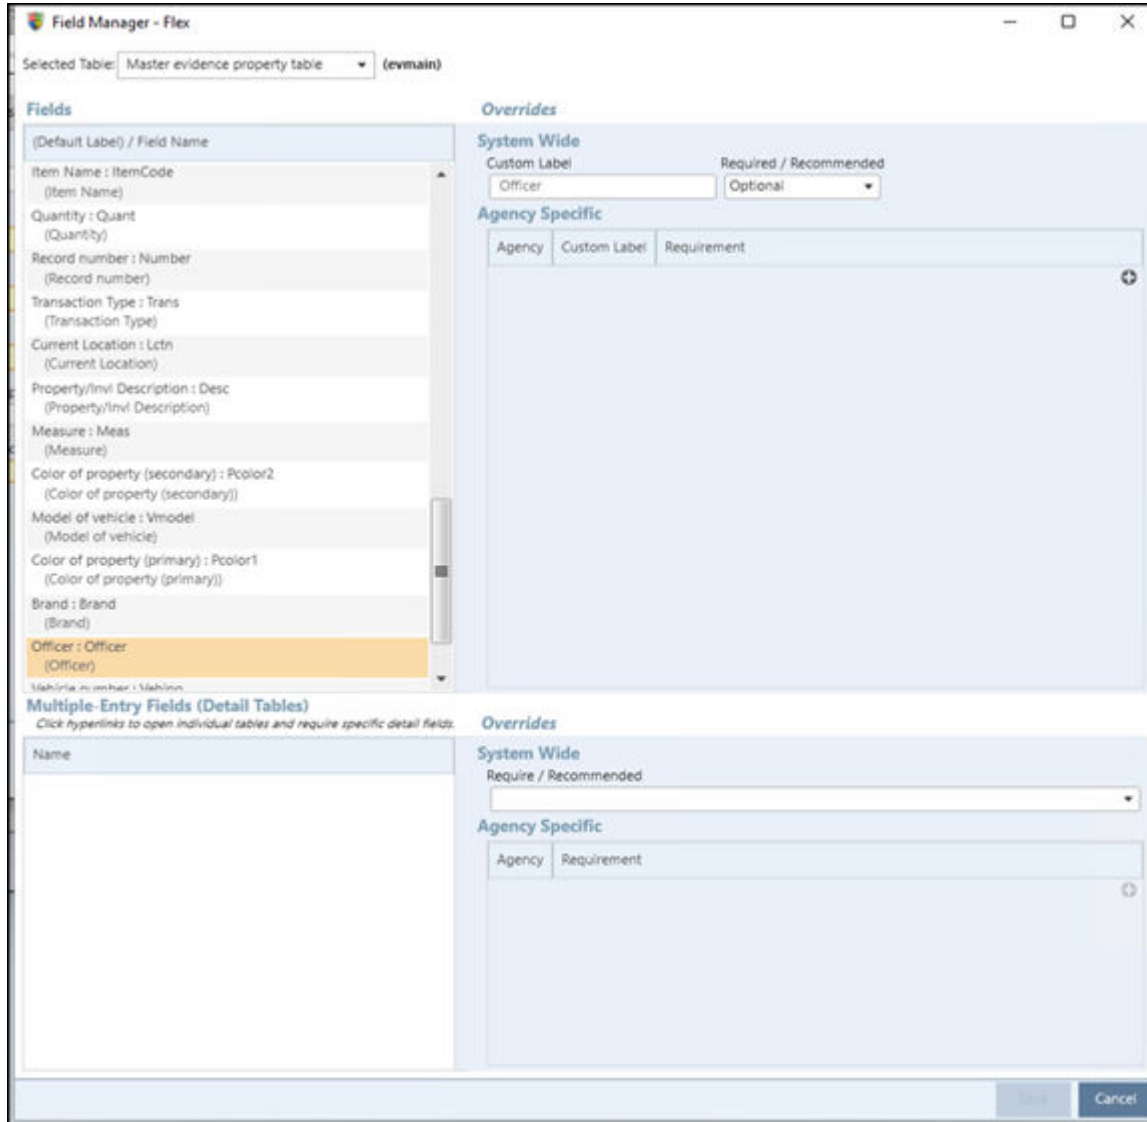 Field Manager - Flex
Selected Table: Master evidence property table (evmain)
Fields
(Default Label) / Field Name
Item Name : ItemCode
(Item Name)
Quantity : Quant
(Quantity)
Record number : Number
(Record number)
Transaction Type : Trans
(Transaction Type)
Current Location : Lctn
(Current Location)
Property/Invl Description : Desc
(Property/Invl Description)
Measure : Meas
(Measure)
Color of property (secondary) : Pcolor2
(Color of property (secondary))
Model of vehicle : Vmodel
(Model of vehicle)
Color of property (primary) : Pcolor1
(Color of property (primary))
Brand : Brand
(Brand)
Officer : Officer
(Officer)
Vehicle number : Vehino
Overrides
System Wide
Custom Label Required / Recommended
Officer Optional
Agency Specific
Agency Custom Label Requirement
Multiple-Entry Fields (Detail Tables)
Click hyperlinks to open individual tables and require specific detail fields.
Name
Overrides
System Wide
Require / Recommended
Agency Specific
Agency Requirement
Save Cancel